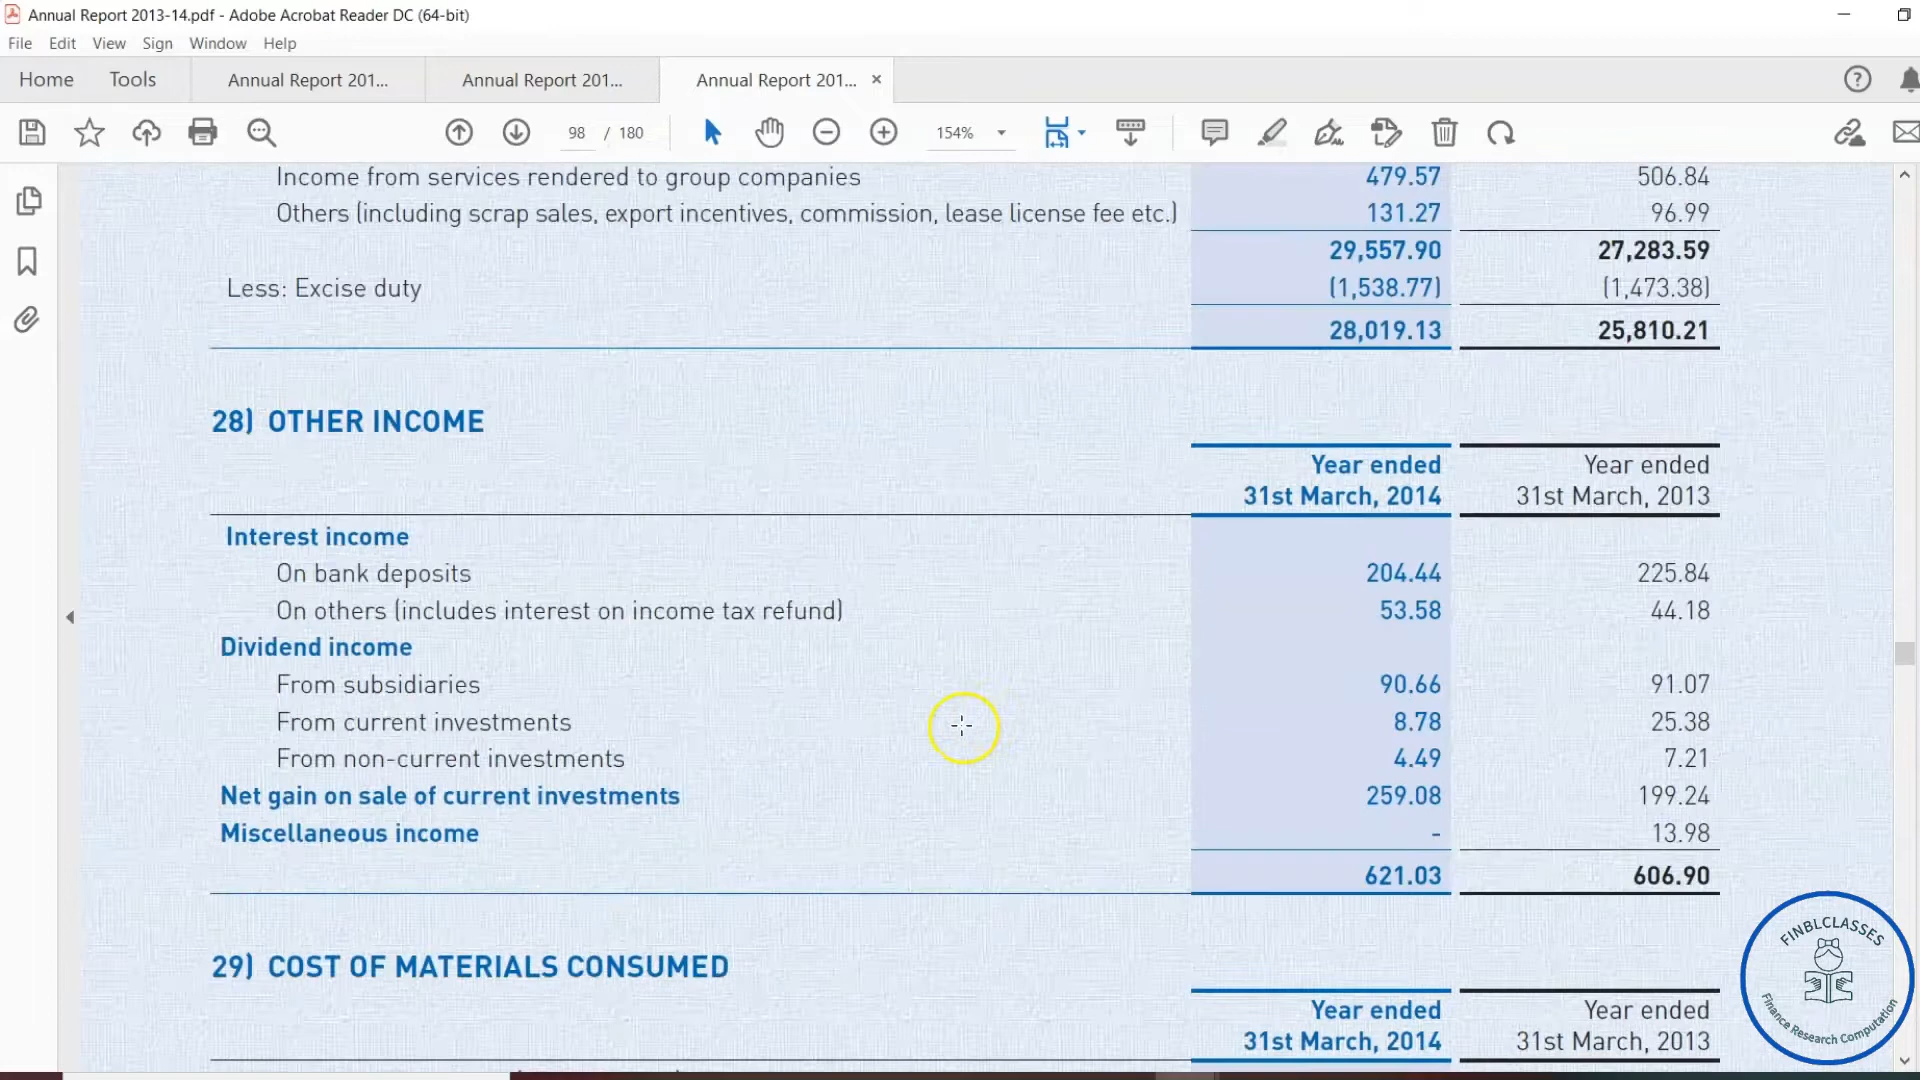 Annual Report 2013-14.pdf - Adobe Acrobat Reader DC (64-bit)
File Edit View Sign Window Help
Home Tools Annual Report 201... Annual Report 201... Annual Report 201... ×
98 / 180 154%
Income from services rendered to group companies 479.57 506.84
Others (including scrap sales, export incentives, commission, lease license fee etc.) 131.27 96.99
29,557.90 27,283.59
Less: Excise duty (1,538.77) (1,473.38)
28,019.13 25,810.21
28) OTHER INCOME
Year ended Year ended
31st March, 2014 31st March, 2013
Interest income
On bank deposits 204.44 225.84
On others (includes interest on income tax refund) 53.58 44.18
Dividend income
From subsidiaries 90.66 91.07
From current investments 8.78 25.38
From non-current investments 4.49 7.21
Net gain on sale of current investments 259.08 199.24
Miscellaneous income - 13.98
621.03 606.90
29) COST OF MATERIALS CONSUMED
Year ended Year ended
31st March, 2014 31st March, 2013
FINBLCLASSES
Finance Research Computation